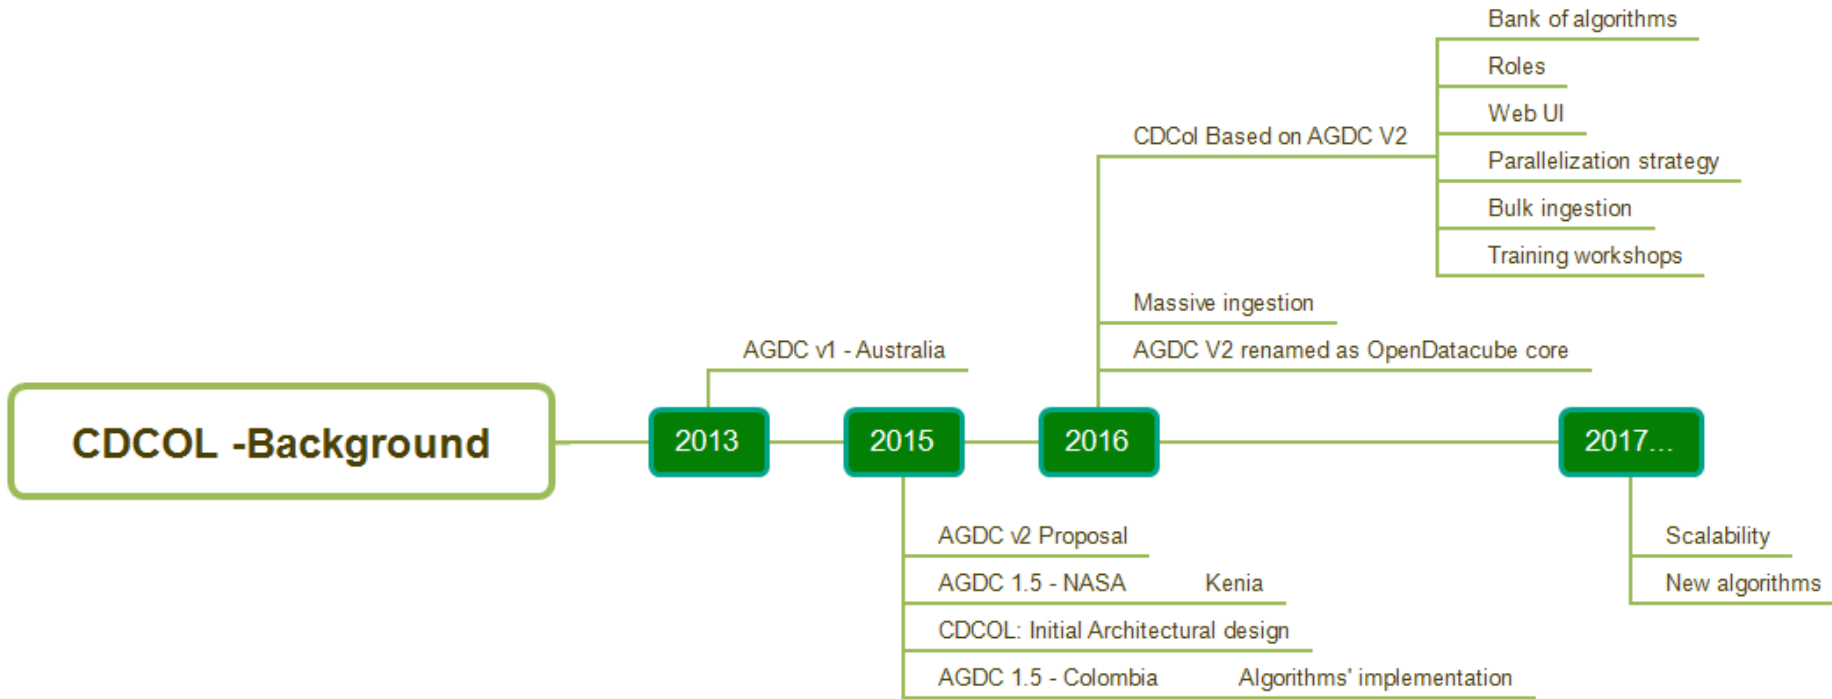 Bank of algorithms
Roles
Web UI
CDCol Based on AGDC V2
Parallelization strategy
Bulk ingestion
Training workshops
Massive ingestion
AGDC v1 - Australia
AGDC V2 renamed as OpenDatacube core
CDCOL -Background
2013
2015
2016
2017...
AGDC v2 Proposal
Scalability
AGDC 1.5 - NASA Kenia
New algorithms
CDCOL: Initial Architectural design
AGDC 1.5 - Colombia Algorithms' implementation